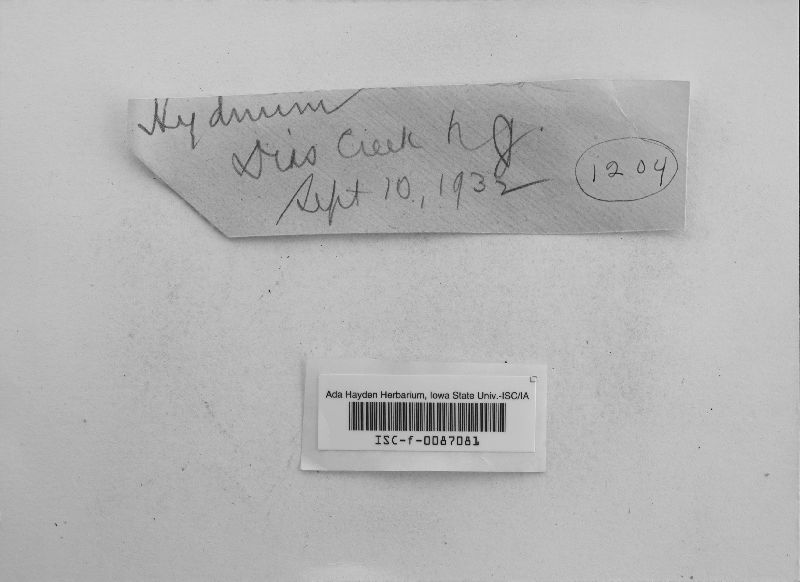 Hydnum
Dias Creek N.J.
Sept 10, 1932
1204
Ada Hayden Herbarium, Iowa State Univ.-ISC/IA
ISC-f-0087081